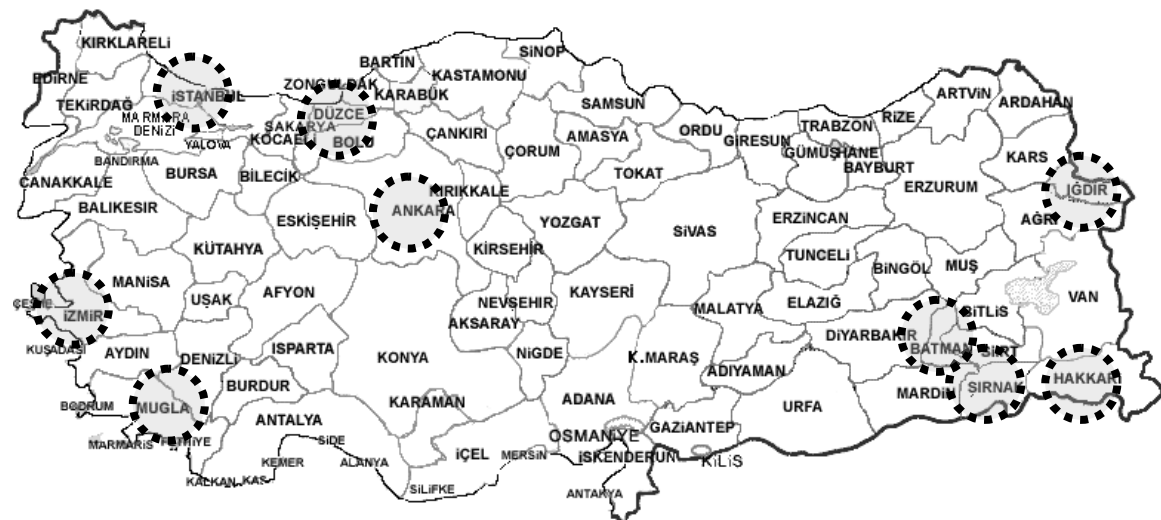 KIRKLARELİ
EDİRNE
TEKİRDAĞ
İSTANBUL
MARMARA
DENİZİ
YALOVA
BANDIRMA
ÇANAKKALE
BALIKESIR
BURSA
BİLECİK
KOCAELİ
SAKARYA
DÜZCE
BOLU
ZONGULDAK
BARTIN
KARABÜK
KASTAMONU
SİNOP
ÇANKIRI
ÇORUM
SAMSUN
AMASYA
TOKAT
ORDU
GİRESUN
TRABZON
GÜMÜŞHANE
BAYBURT
RİZE
ARTVİN
ARDAHAN
KARS
IĞDIR
AĞRI
ERZURUM
ERZİNCAN
TUNCELİ
BİNGÖL
MUŞ
BİTLİS
VAN
ESKİŞEHİR
ANKARA
KIRIKKALE
KIRŞEHİR
YOZGAT
SİVAS
KÜTAHYA
MANİSA
UŞAK
AFYON
ÇEŞME
İZMİR
KUŞADASI
AYDIN
DENİZLİ
ISPARTA
BURDUR
MUGLA
BODRUM
MARMARİS
FETHİYE
KALKAN
KAS
ANTALYA
KEMER
SİDE
ALANYA
KONYA
AKSARAY
NEVŞEHIR
NİGDE
KAYSERİ
KARAMAN
İÇEL
SİLİFKE
MERSİN
ADANA
OSMANİYE
İSKENDERUN
ANTAKYA
K.MARAŞ
GAZİANTEP
KİLİS
MALATYA
ADIYAMAN
ELAZIĞ
DİYARBAKIR
URFA
MARDİN
BATMAN
SİİRT
ŞIRNAK
HAKKARİ